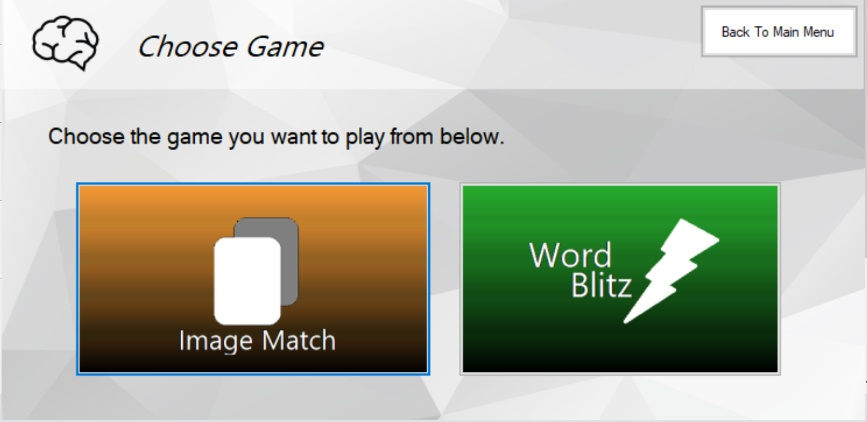 Choose Game
Back To Main Menu
Choose the game you want to play from below.
Image Match
Word
Blitz